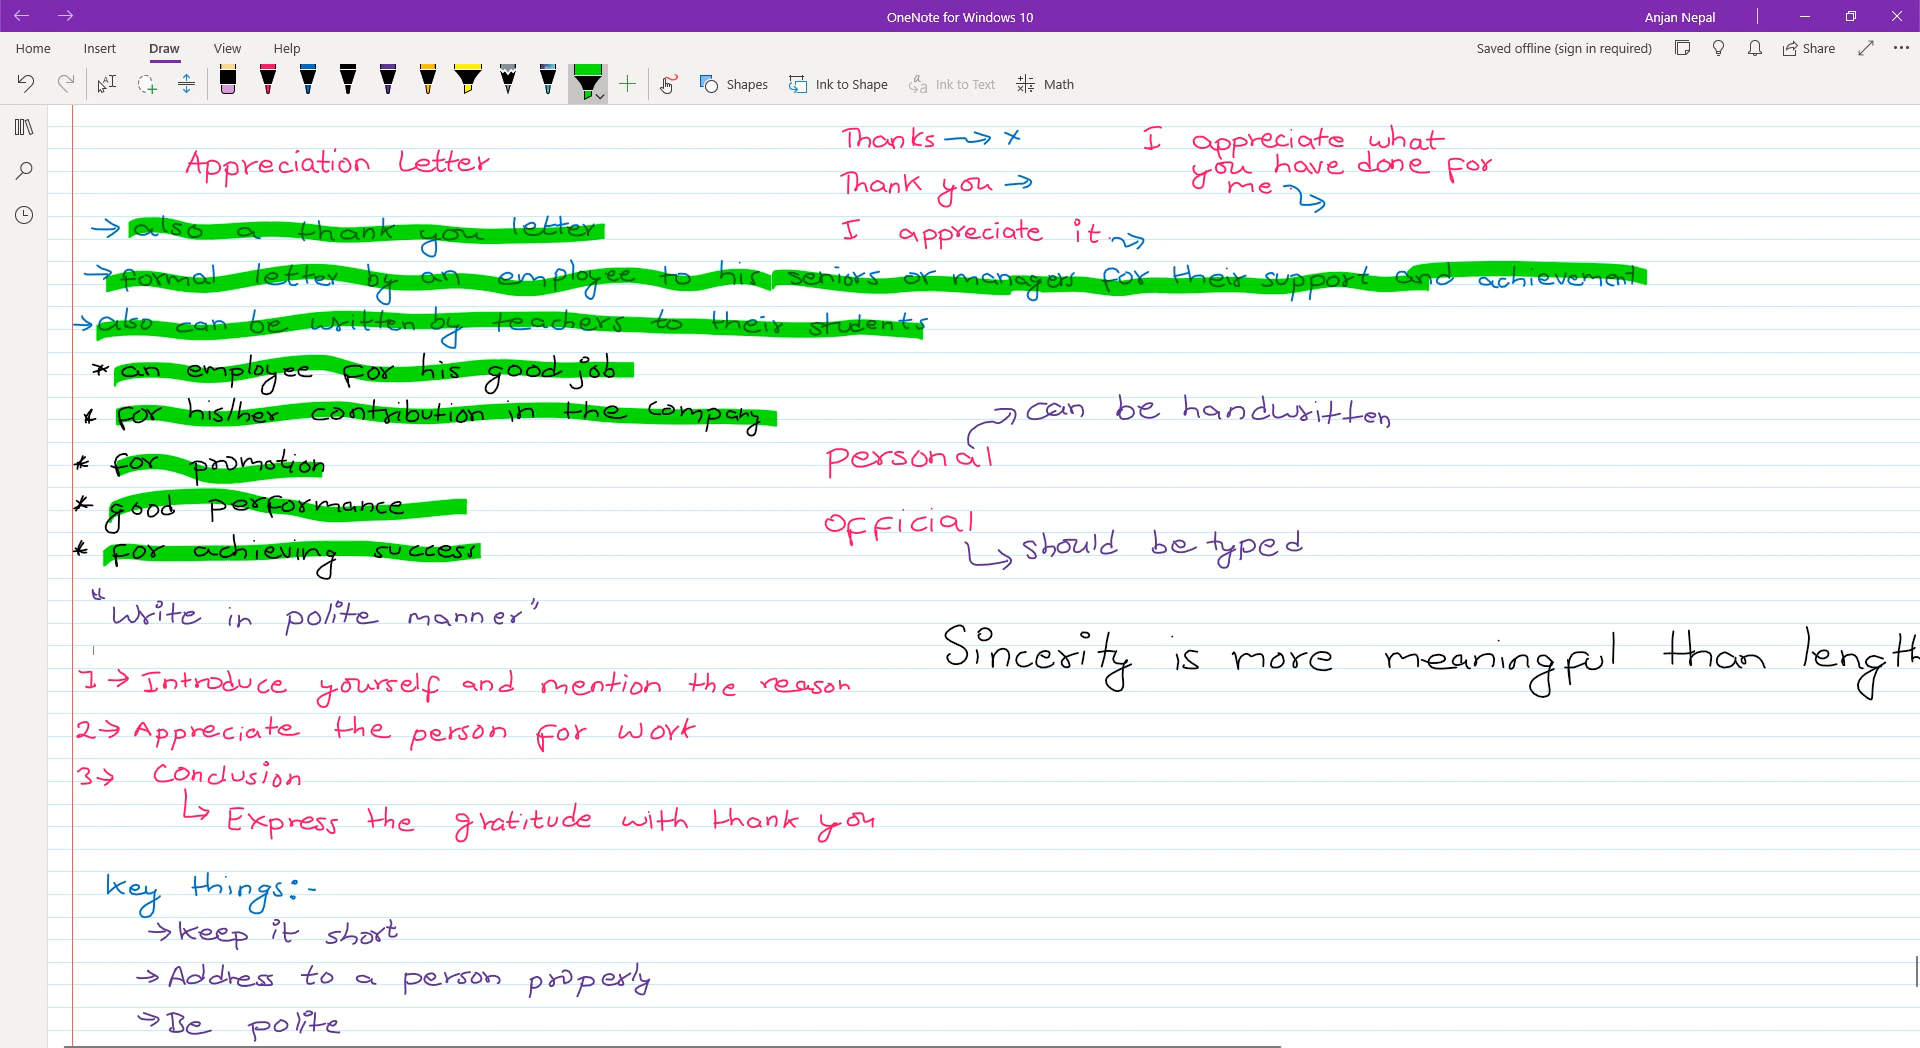 OneNote for Windows 10
Anjan Nepal
Home Insert Draw View Help
Saved offline (sign in required)
Share
Shapes
Ink to Shape
Ink to Text
Math
Appreciation Letter
→ also a thank you letter
→ formal letter by an employee to his seniors or managers for their support and achievement
→ also can be written by teachers to their students
* an employee for his good job
* for his/her contribution in the company
* for promotion
* good performance
* for achieving success
"Write in polite manner"
1 → Introduce yourself and mention the reason
2 → Appreciate the person for work
3 → Conclusion
↳ Express the gratitude with thank you
key things:-
→ keep it short
→ Address to a person properly
→ Be polite
Thanks → x
Thank you →
I appreciate it. →
I appreciate what
you have done for
me →
can be handwritten
Personal
Official
↳ should be typed
Sincerity is more meaningful than length